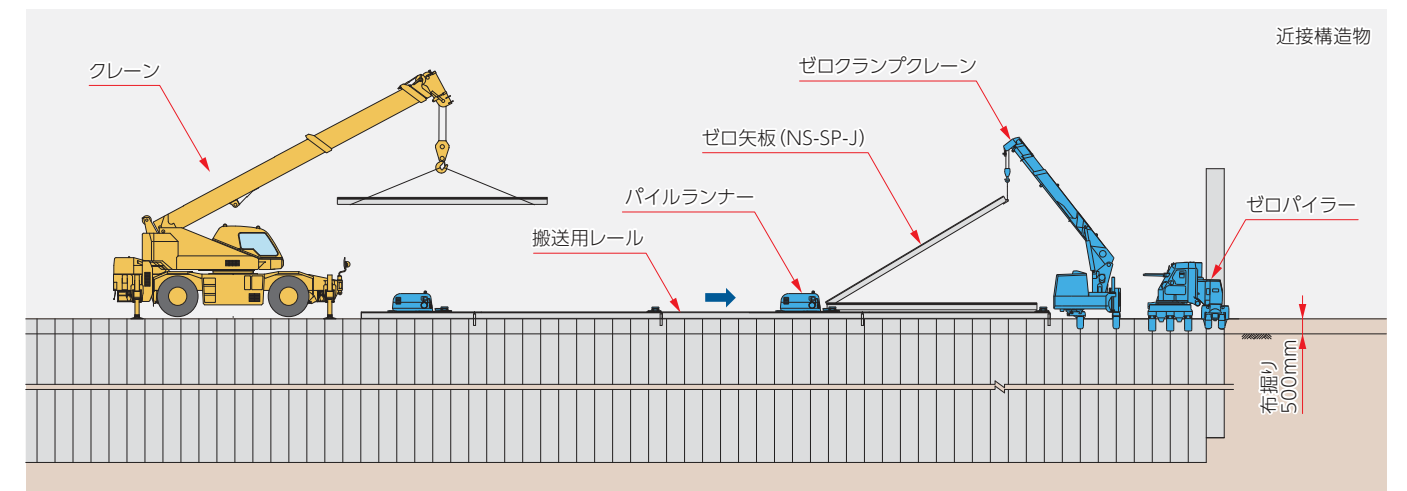 近接構造物
クレーン
ゼロクランプクレーン
ゼロ矢板(NS-SP-J)
パイルランナー
ゼロパイラー
搬送用レール
布掘り
500mm